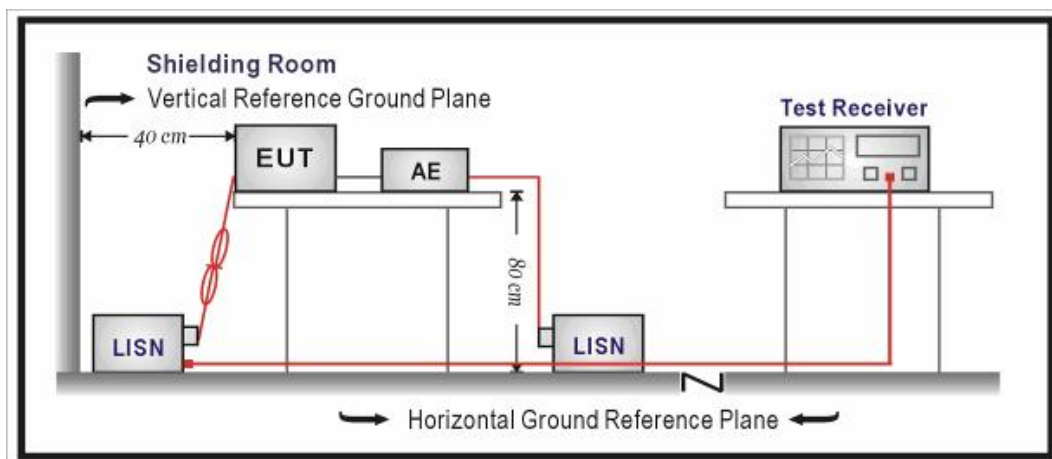 Shielding Room
Vertical Reference Ground Plane
40 cm
EUT
AE
Test Receiver
80 cm
LISN
LISN
Horizontal Ground Reference Plane